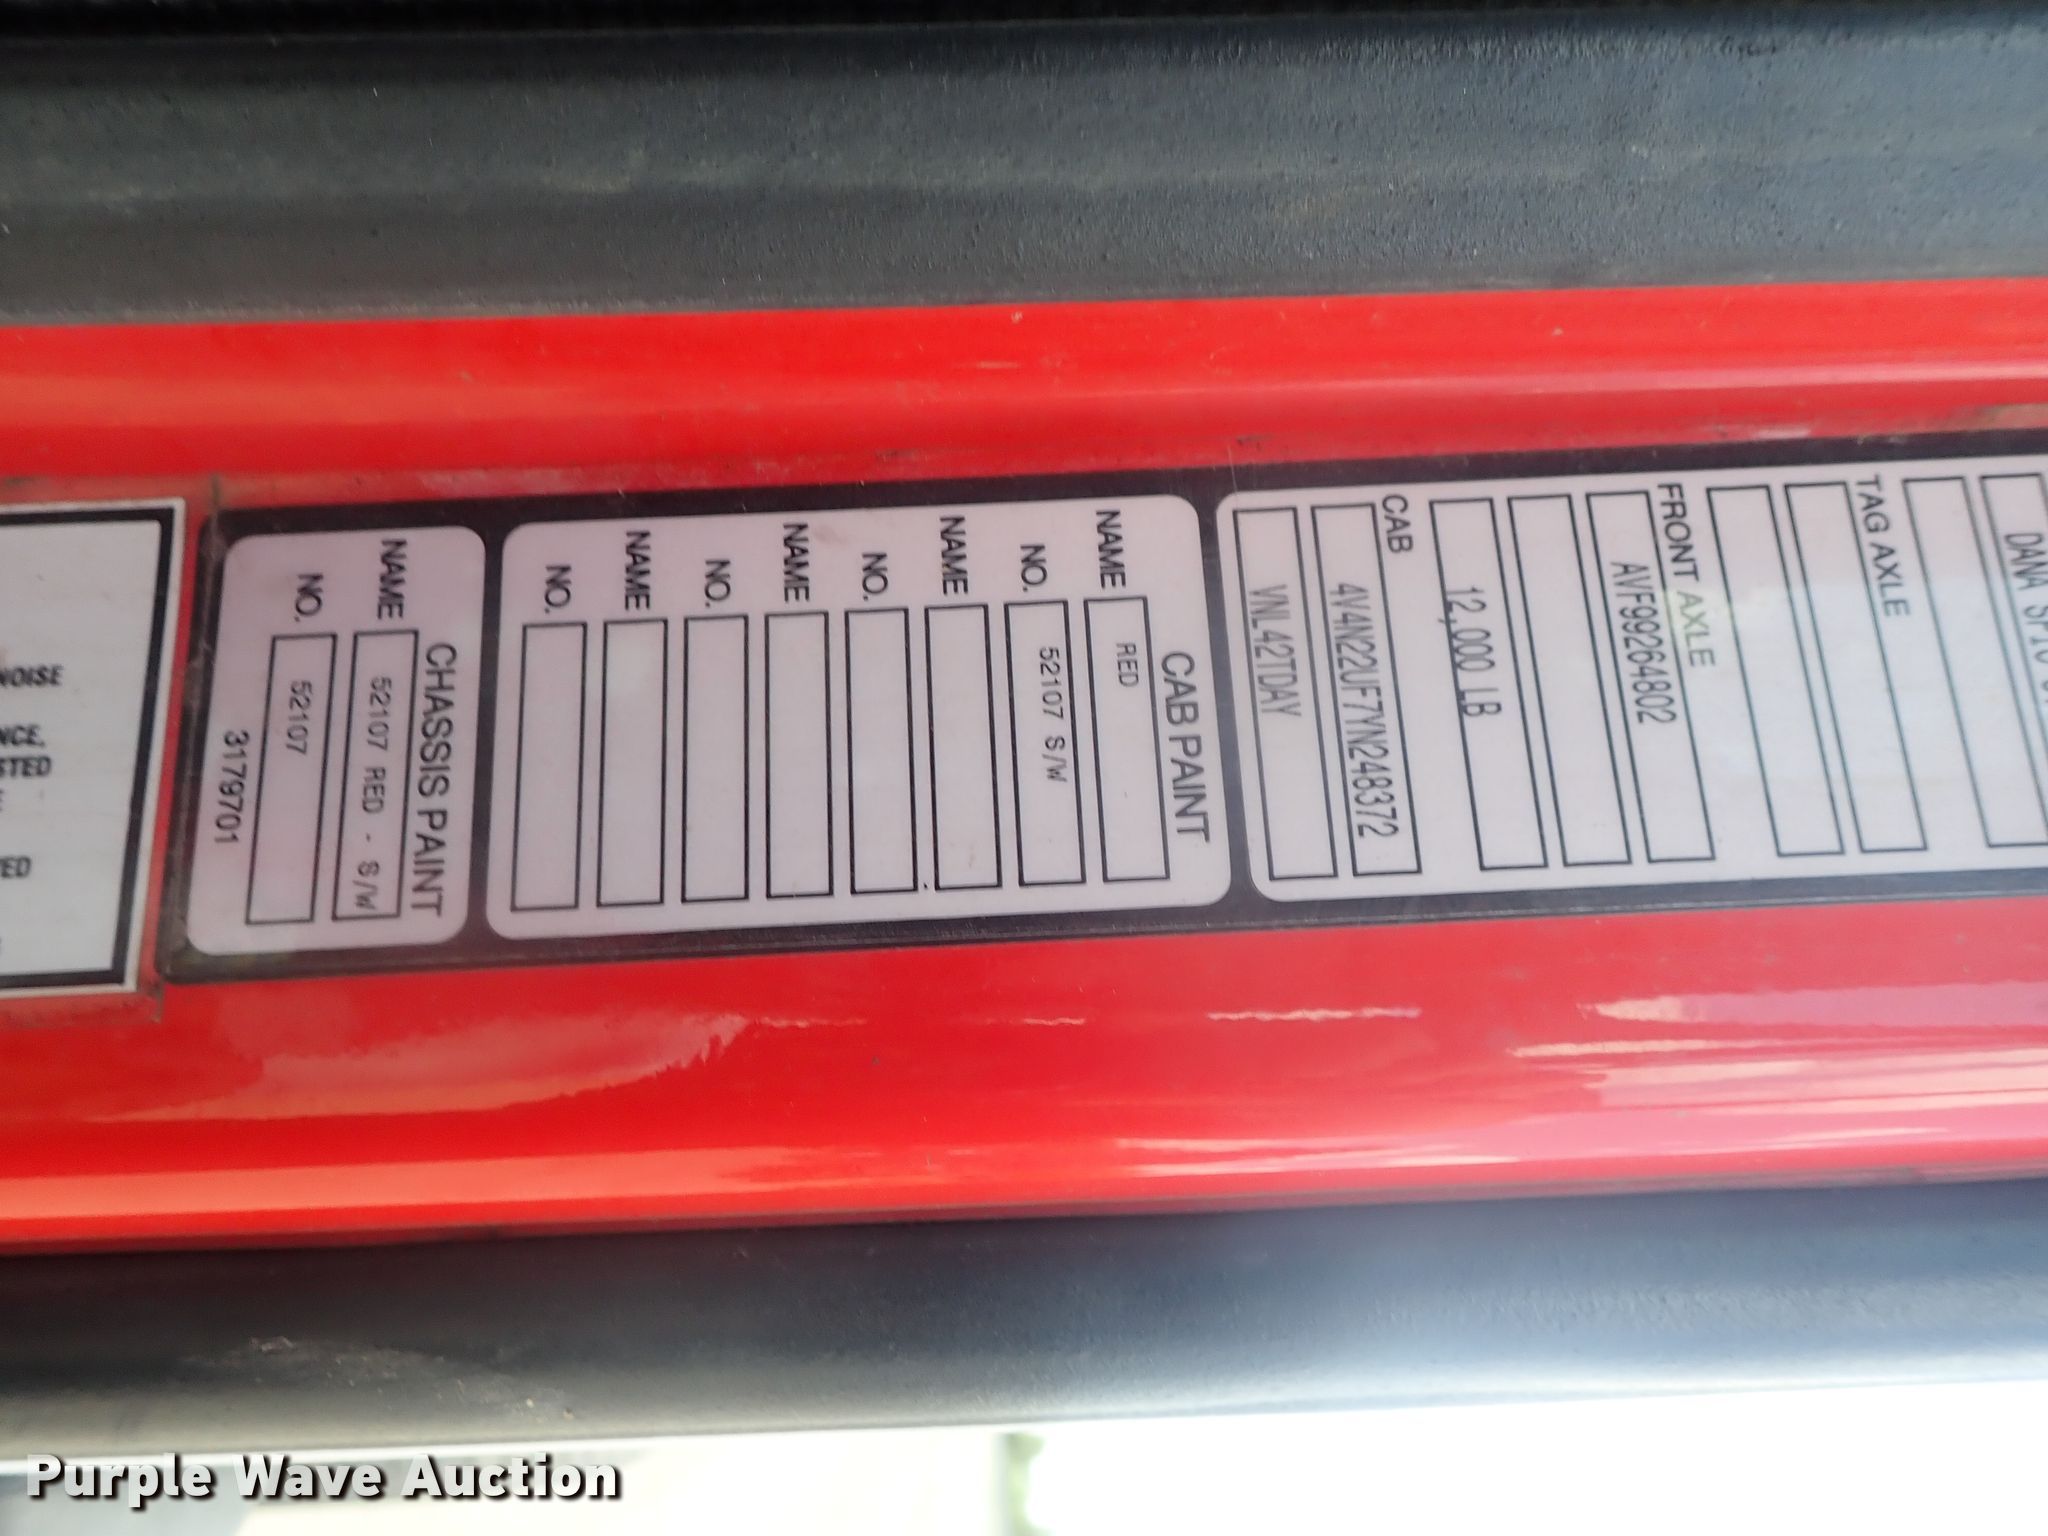 DANA SPIC
TAG AXLE
FRONT AXLE
AVF99264802
12,000 LB
CAB
4V4N22UF7YN248372
VNL42TDAY
CAB PAINT
NAME RED
NO. 52107 S/W
NAME
NO.
NAME
NO.
NAME
NO.
CHASSIS PAINT
NAME 52107 RED - S/W
NO. 52107
3179701
NOISE
NCE,
STED
ED
Purple Wave Auction